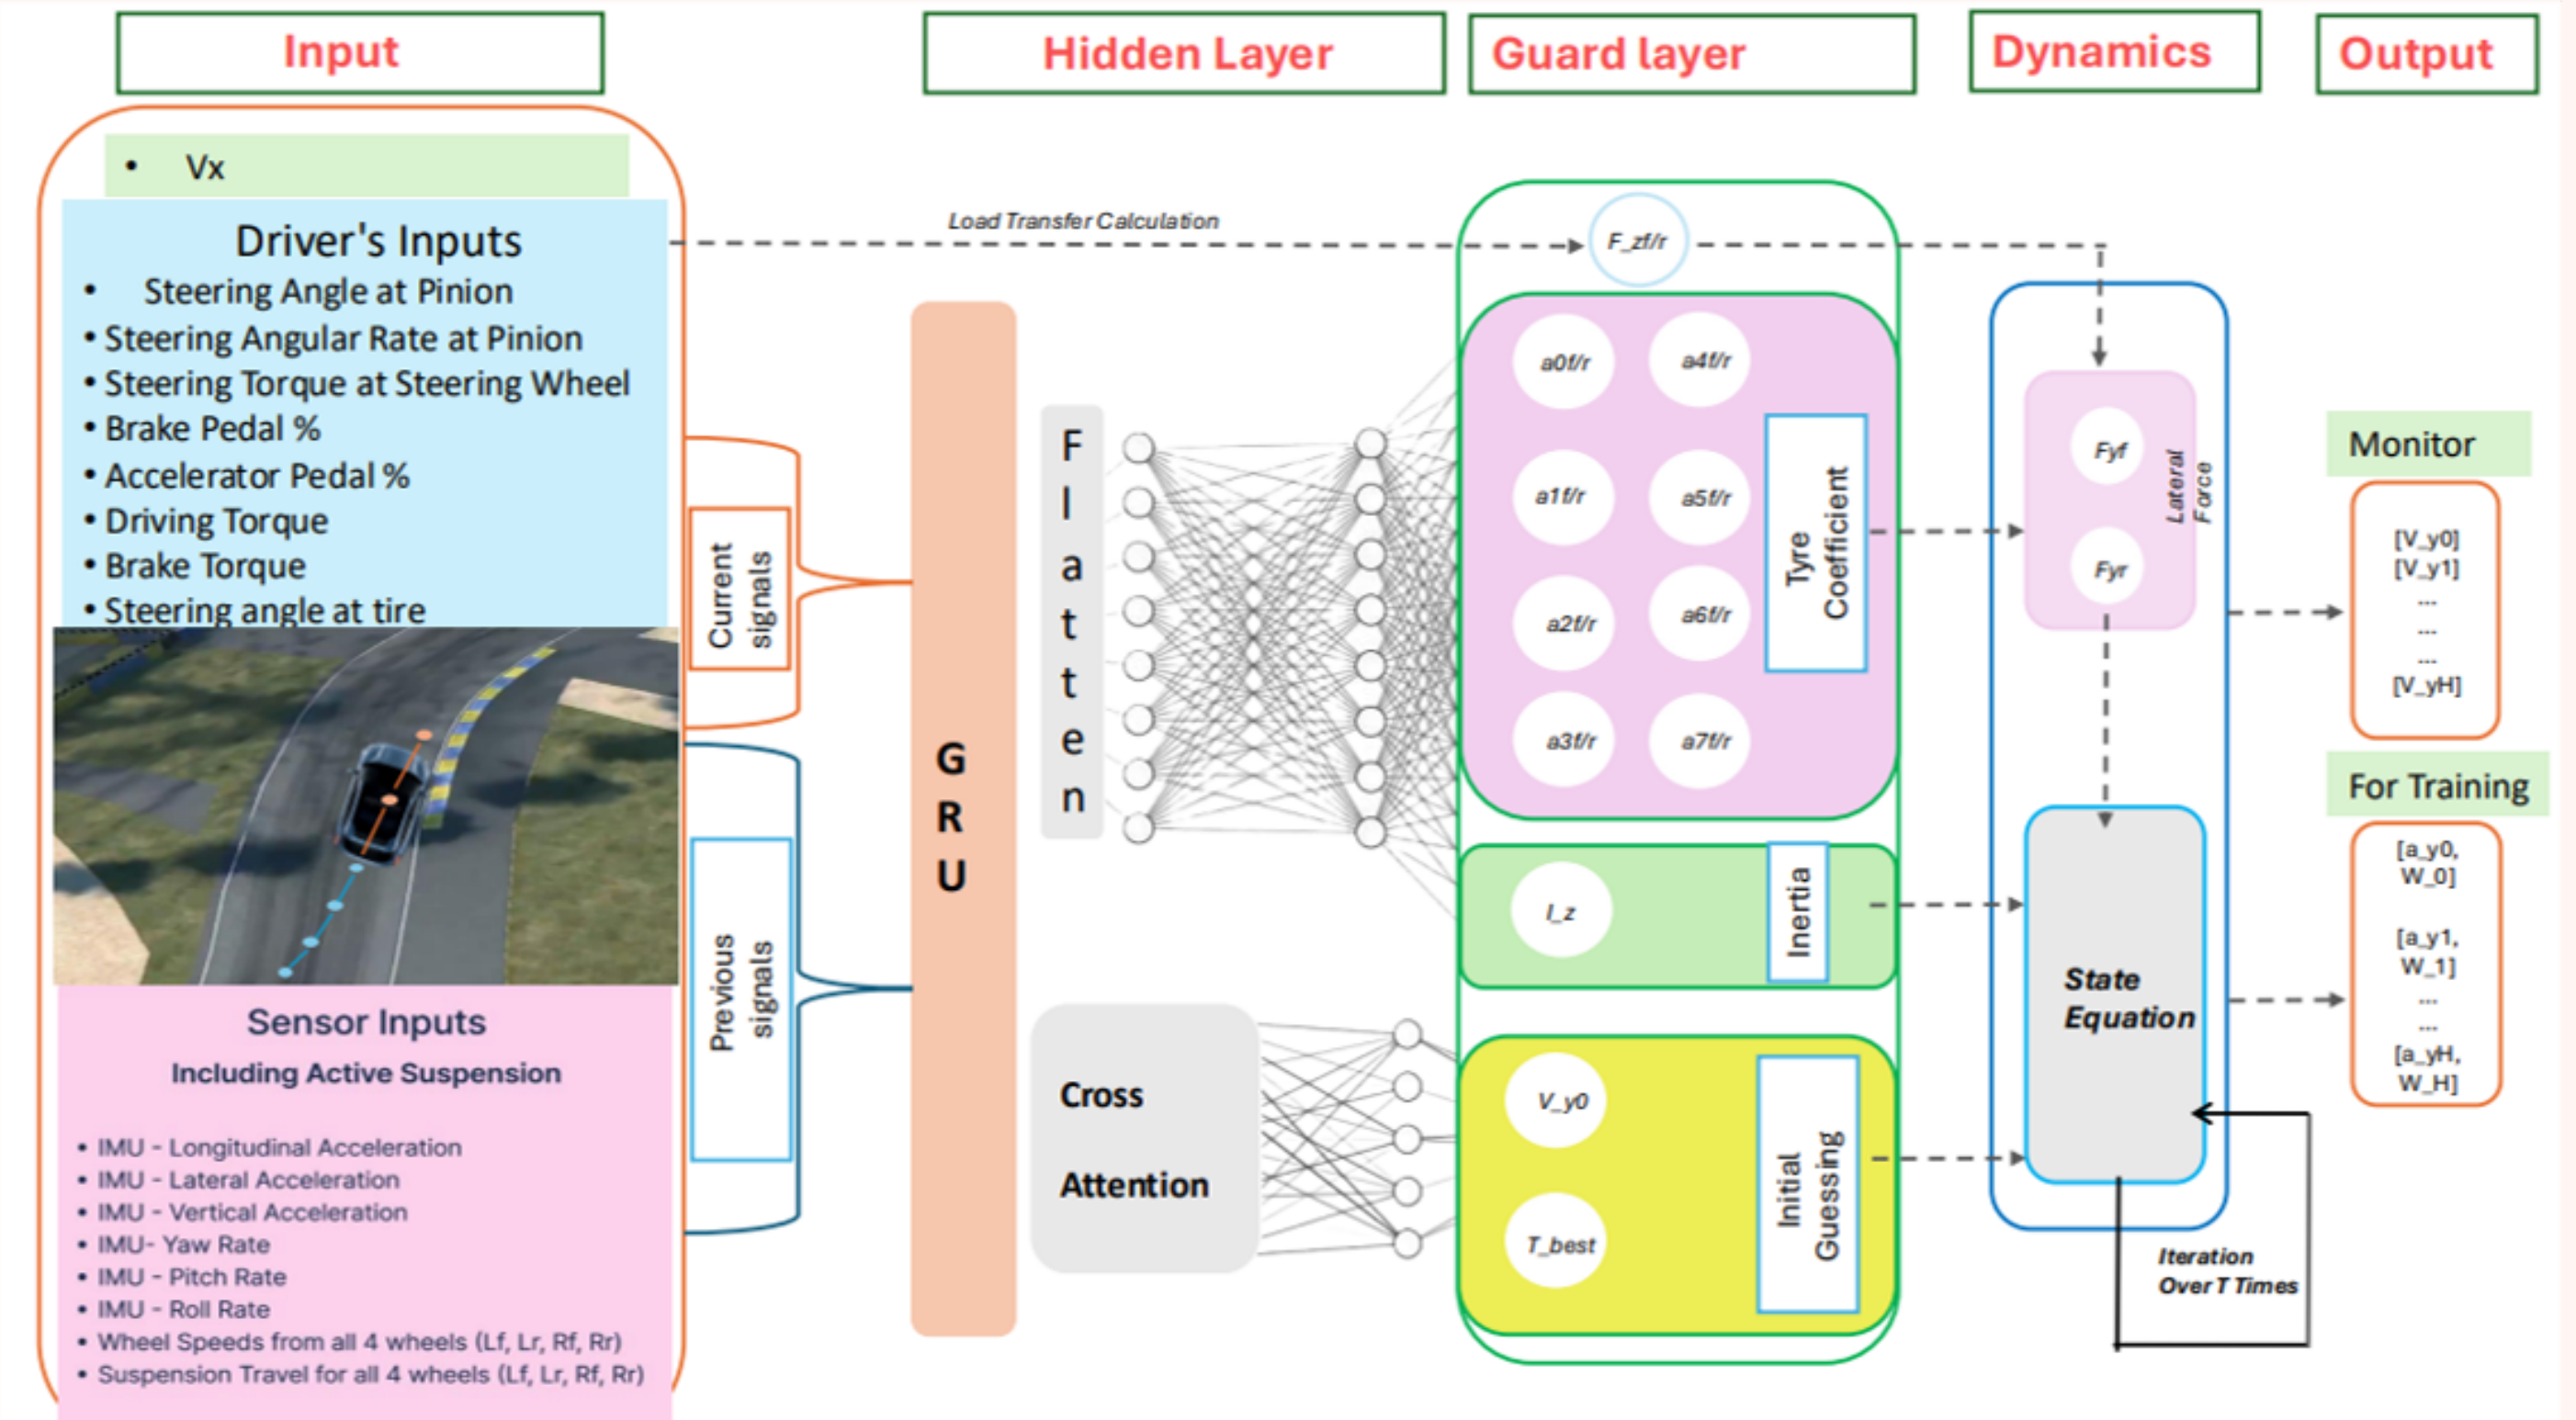 Input
Hidden Layer
Guard layer
Dynamics
Output
• Vx
Driver's Inputs
• Steering Angle at Pinion
• Steering Angular Rate at Pinion
• Steering Torque at Steering Wheel
• Brake Pedal %
• Accelerator Pedal %
• Driving Torque
• Brake Torque
• Steering angle at tire
Sensor Inputs
Including Active Suspension
• IMU - Longitudinal Acceleration
• IMU - Lateral Acceleration
• IMU - Vertical Acceleration
• IMU- Yaw Rate
• IMU - Pitch Rate
• IMU - Roll Rate
• Wheel Speeds from all 4 wheels (Lf, Lr, Rf, Rr)
• Suspension Travel for all 4 wheels (Lf, Lr, Rf, Rr)
Current
signals
Previous
signals
Load Transfer Calculation
G
R
U
F
l
a
t
t
e
n
Cross
Attention
F_zf/r
a0f/r
a4f/r
a1f/r
a5f/r
a2f/r
a6f/r
a3f/r
a7f/r
Tyre
Coefficient
I_z
Inertia
V_y0
T_best
Initial
Guessing
Fyf
Fyr
Lateral
Force
State
Equation
Iteration
Over T Times
Monitor
[V_y0]
[V_y1]
...
...
...
[V_yH]
For Training
[a_y0,
W_0]
[a_y1,
W_1]
...
...
[a_yH,
W_H]